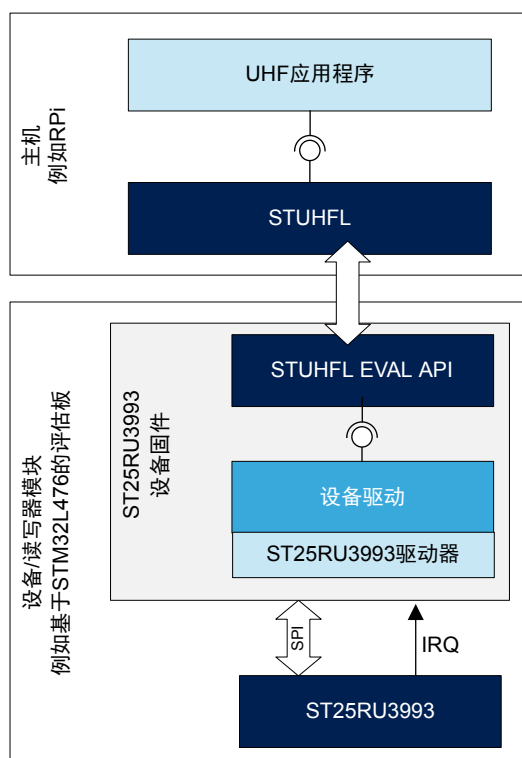 主机
例如RPi
UHF应用程序
STUHFL
设备/读写器模块
例如基于STM32L476的评估板
ST25RU3993
设备固件
STUHFL EVAL API
设备驱动
ST25RU3993驱动器
SPI
IRQ
ST25RU3993